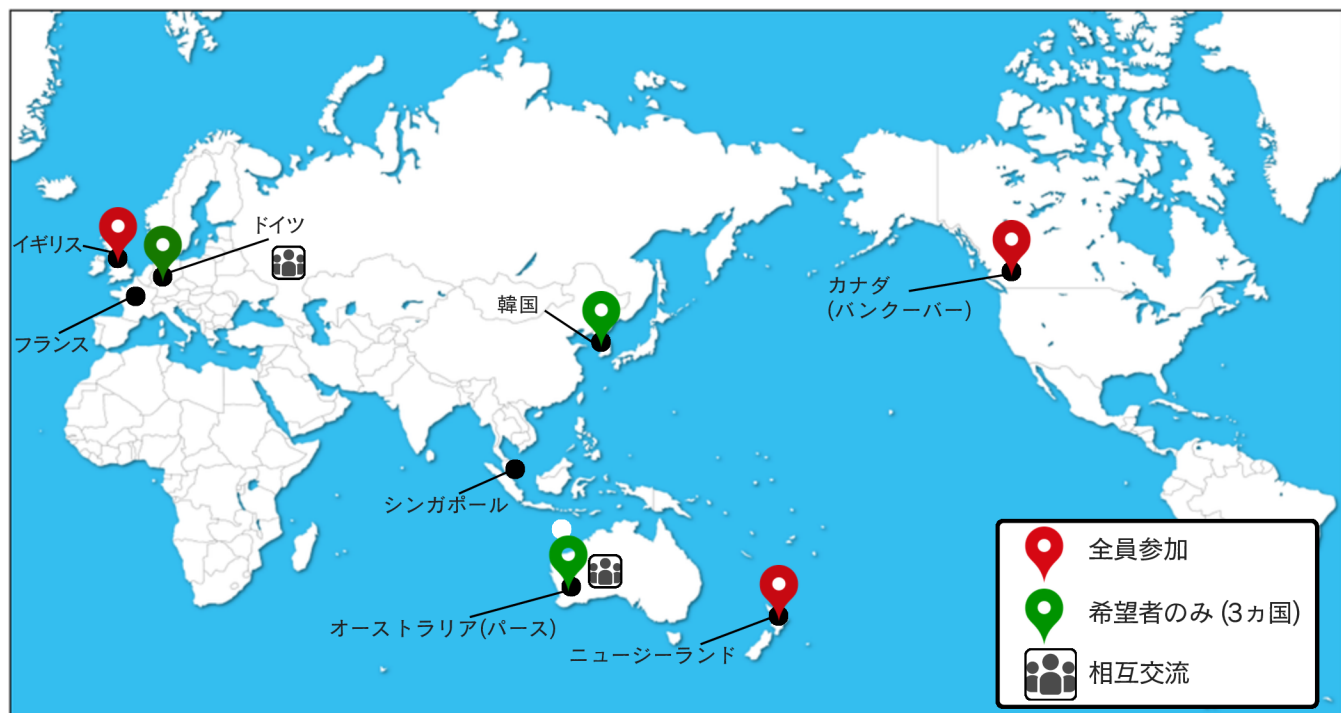 イギリス
ドイツ
フランス
韓国
カナダ
(バンクーバー)
シンガポール
オーストラリア(パース)
ニュージーランド
全員参加
希望者のみ (3ヵ国)
相互交流